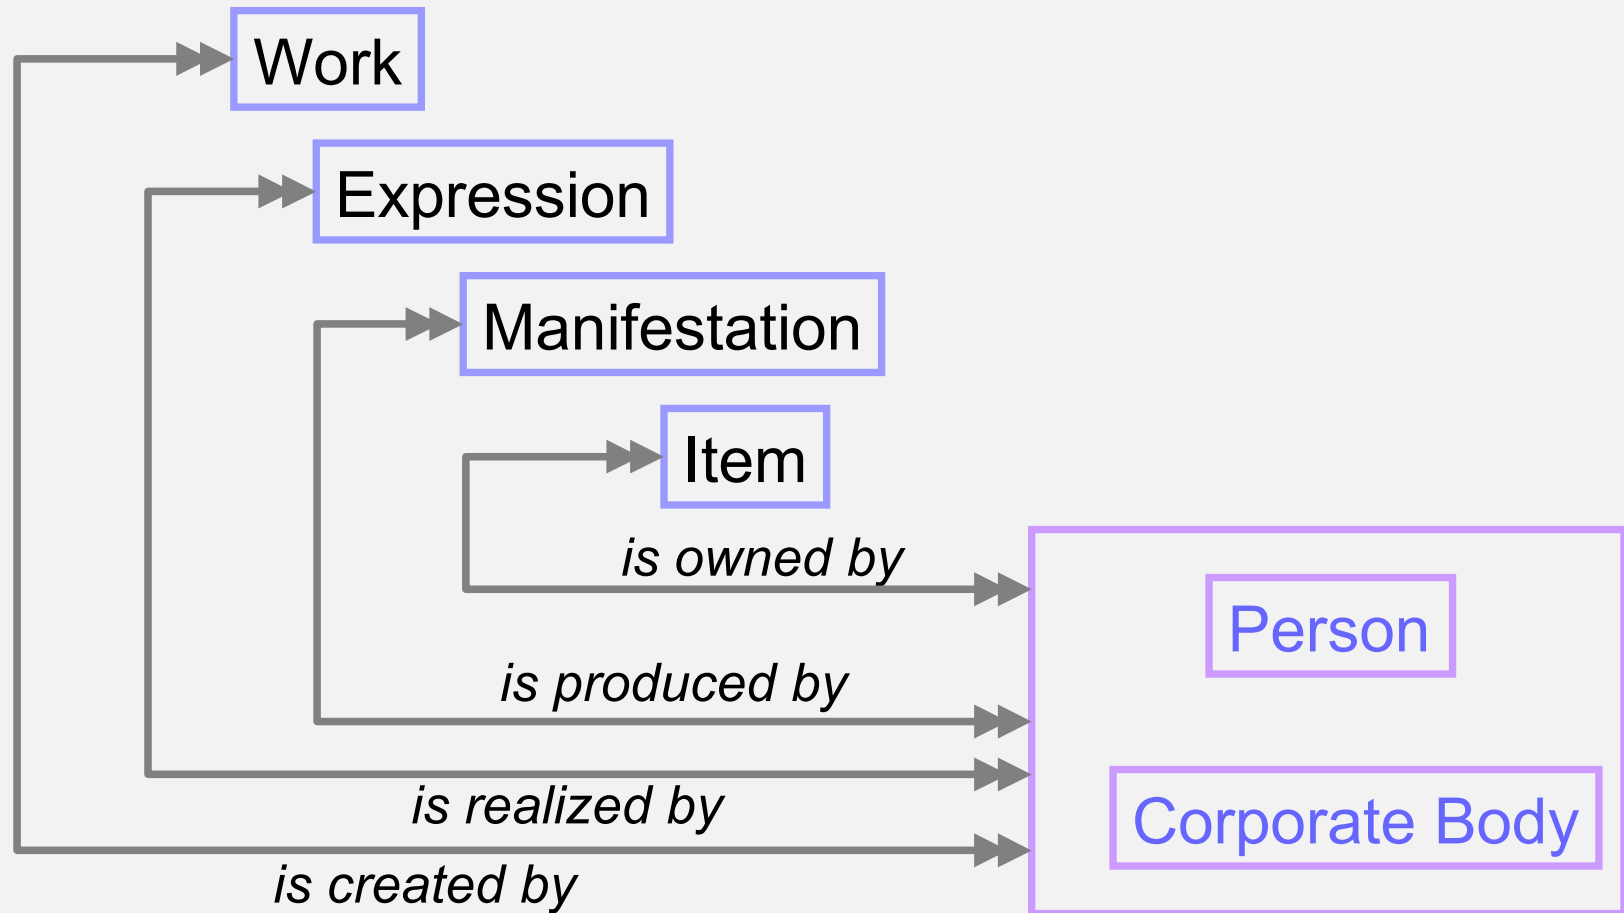 Work
Expression
Manifestation
Item
is owned by
Person
is produced by
is realized by
Corporate Body
is created by